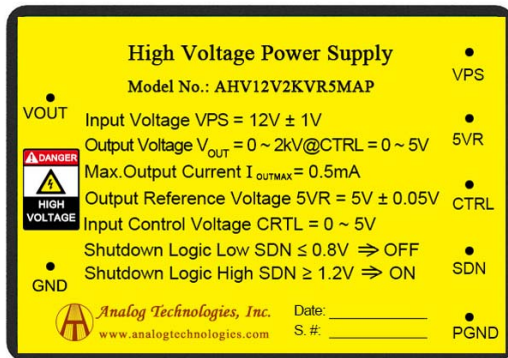 High Voltage Power Supply
Model No.: AHV12V2KVR5MAP
VPS
VOUT
Input Voltage VPS = 12V ± 1V
Output Voltage VOUT = 0 ~ 2kV@CTRL = 0 ~ 5V
5VR
DANGER
HIGH
VOLTAGE
Max.Output Current I OUTMAX = 0.5mA
Output Reference Voltage 5VR = 5V ± 0.05V
CTRL
Input Control Voltage CRTL = 0 ~ 5V
Shutdown Logic Low SDN ≤ 0.8V ⇒ OFF
Shutdown Logic High SDN ≥ 1.2V ⇒ ON
SDN
GND
Analog Technologies, Inc.
www.analogtechnologies.com
Date: ____________
S. #: ____________
PGND